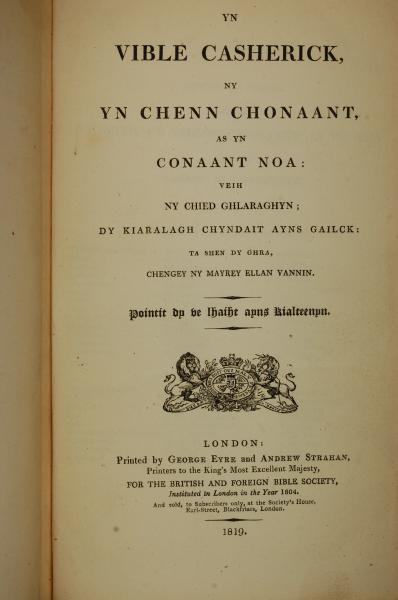 YN
VIBLE CASHERICK,
NY
YN CHENN CHONAANT,
AS YN
CONAANT NOA:
VEIH
NY CHIED GHLARAGHYN;
DY KIARALAGH CHYNDAIT AYNS GAILCK:
TA SHEN DY GHRA,
CHENGEY NY MAYREY ELLAN VANNIN.
Pointit dy ve lhaiht ayns kialteenyn.
LONDON:
Printed by GEORGE EYRE and ANDREW STRAHAN,
Printers to the King's Most Excellent Majesty,
FOR THE BRITISH AND FOREIGN BIBLE SOCIETY,
Instituted in London in the Year 1804.
And sold, to Subscribers only, at the Society's House,
Earl-Street, Blackfriars, London.
1819.